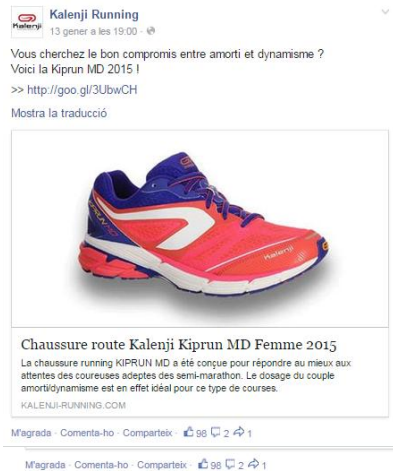 Kalenji
Kalenji Running
13 gener a les 19:00 ·
Vous cherchez le bon compromis entre amorti et dynamisme ?
Voici la Kiprun MD 2015 !
>> http://goo.gl/3UbwCH
Mostra la traducció
KIPRUN MD
Kalenji
Chaussure route Kalenji Kiprun MD Femme 2015
La chaussure running KIPRUN MD a été conçue pour répondre au mieux aux
attentes des coureuses adeptes des semi-marathon. Le dosage du couple
amorti/dynamisme est en effet idéal pour ce type de courses.
KALENJI-RUNNING.COM
M'agrada · Comenta-ho · Comparteix · 98 2 1
M'agrada · Comenta-ho · Comparteix · 98 2 1